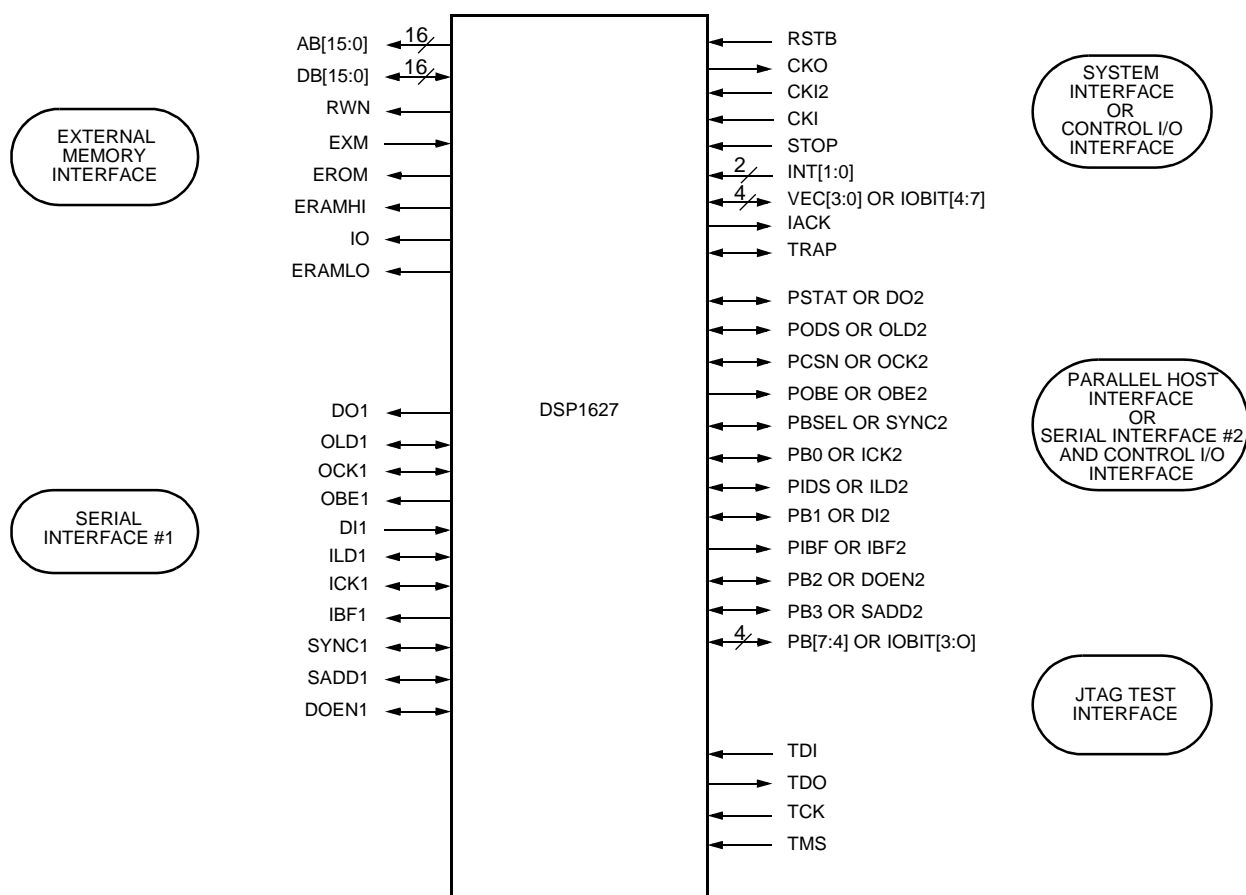 AB[15:0]
16
DB[15:0]
16
RWN
EXM
EROM
ERAMHI
IO
ERAMLO
EXTERNAL
MEMORY
INTERFACE
DO1
OLD1
OCK1
OBE1
DI1
ILD1
ICK1
IBF1
SYNC1
SADD1
DOEN1
SERIAL
INTERFACE #1
DSP1627
RSTB
CKO
CKI2
CKI
STOP
2
INT[1:0]
4
VEC[3:0] OR IOBIT[4:7]
IACK
TRAP
SYSTEM
INTERFACE
OR
CONTROL I/O
INTERFACE
PSTAT OR DO2
PODS OR OLD2
PCSN OR OCK2
POBE OR OBE2
PBSEL OR SYNC2
PB0 OR ICK2
PIDS OR ILD2
PB1 OR DI2
PIBF OR IBF2
PB2 OR DOEN2
PB3 OR SADD2
4
PB[7:4] OR IOBIT[3:O]
PARALLEL HOST
INTERFACE
OR
SERIAL INTERFACE #2
AND CONTROL I/O
INTERFACE
TDI
TDO
TCK
TMS
JTAG TEST
INTERFACE